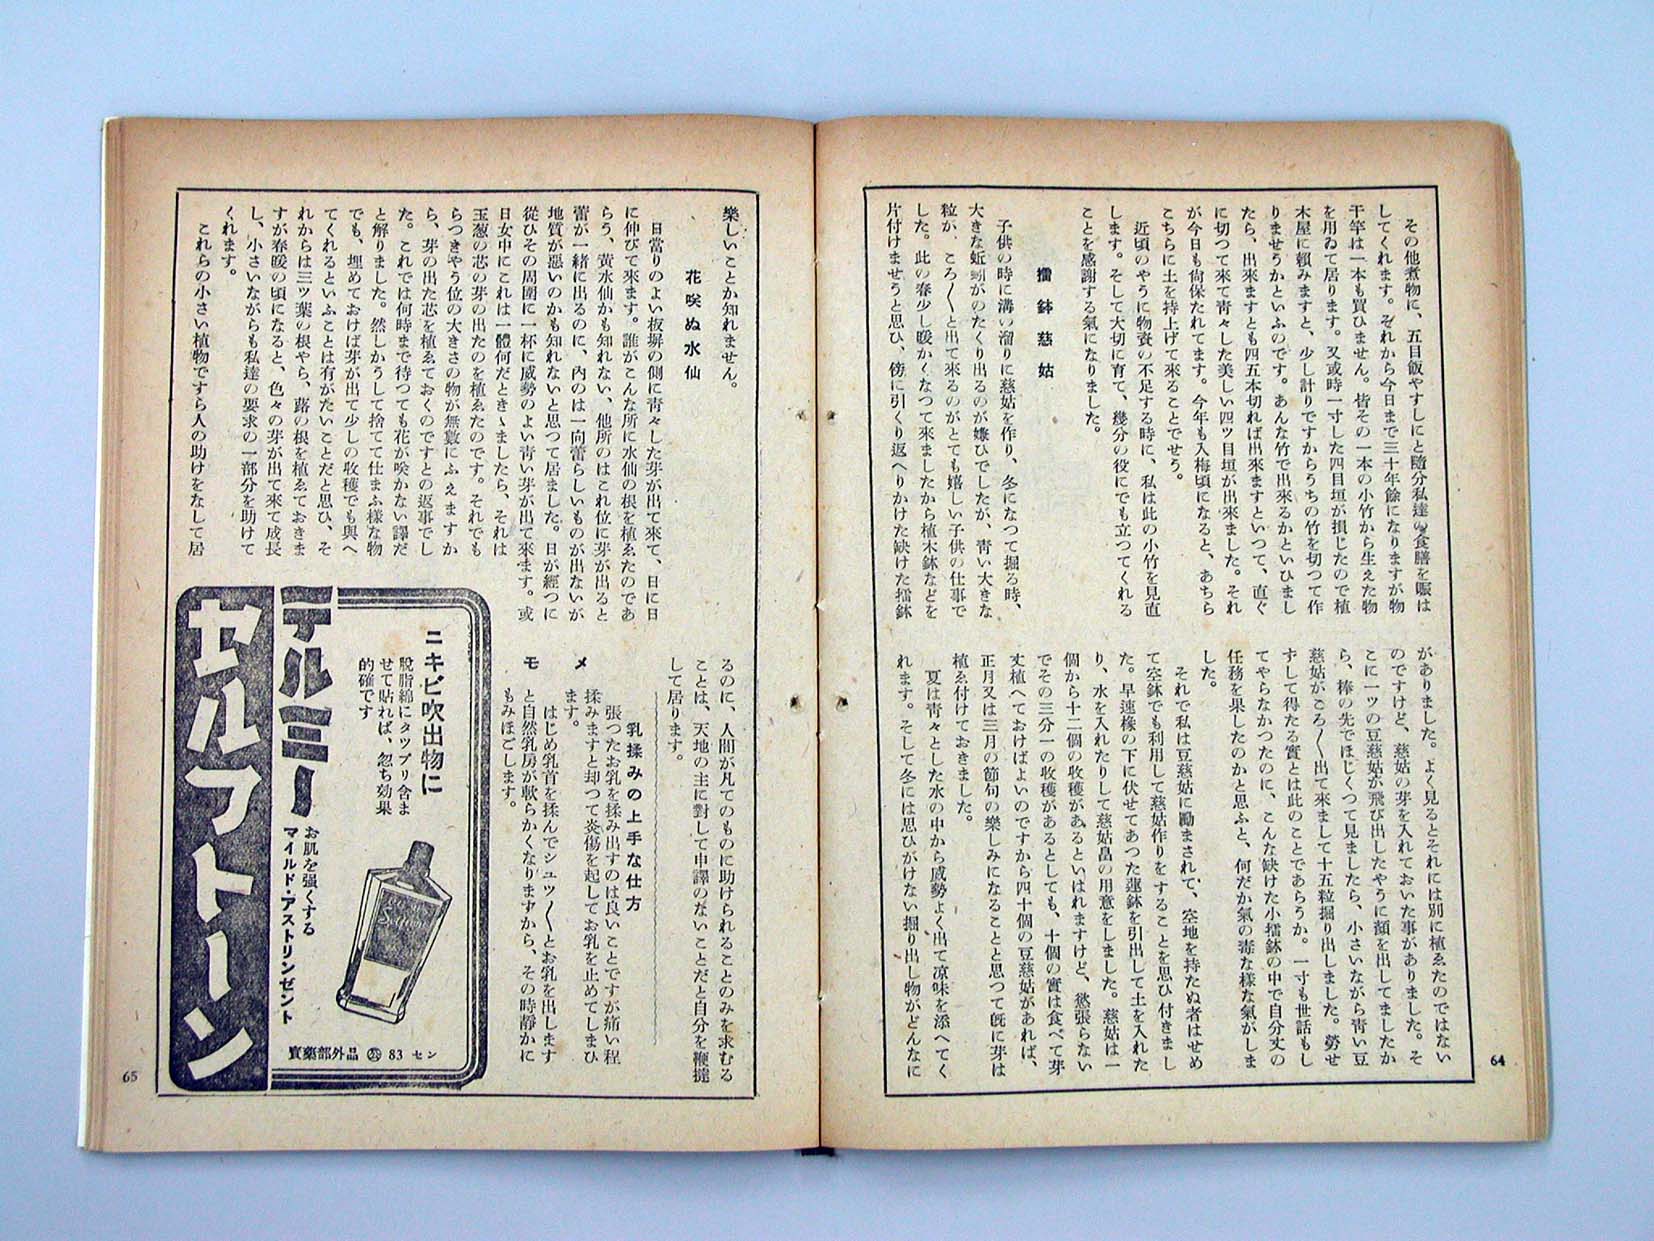 その他煮物に、五目飯やすしにと隨分私達の食膳を賑は
してくれます。それから今日まで三十年餘になりますが物
干竿は一本も買ひません。皆その一本の小竹から生えた物
を用ゐて居ります。又或時一寸した四目垣が損じたので植
木屋に頼みますと、少し計りですからうちの竹を切つて作
りませうかといふのです。あんな竹で出來るかといひまし
たら、出來ますとも四五本切れば出來ますといつて、直ぐ
に切つて來て靑々した美しい四ツ目垣が出來ました。それ
が今日も尙保たれてます。今年も入梅頃になると、あちら
こちらに土を持上げて來ることでせう。
近頃のやうに物資の不足する時に、私は此の小竹を見直
します。そして大切に育て、幾分の役にでも立つてくれる
ことを感謝する氣になりました。
擂鉢慈姑
子供の時に溝の溜りに慈姑を作り、冬になつて掘る時、
大きな蚯蚓がのたくり出るのが嫌ひでしたが、靑い大きな
粒が、ころ〱と出て來るのがとても嬉しい子供の仕事で
した。此の春少し暖かくなつて來ましたから植木鉢などを
片付けませうと思ひ、傍に引くり返へりかけた缺けた擂鉢
がありました。よく見るとそれには別に植ゑたのではない
のですけど、慈姑の芽を入れておいた事がありました。そ
こに一ツの豆慈姑が飛び出したやうに顏を出してましたか
ら、棒の先でほじくつて見ましたら、小さいながら靑い豆
慈姑がころ〱出て來まして十五粒掘り出しました。勞せ
ずして得たる實とは此のことであらうか。一寸も世話もし
てやらなかつたのに、こんな缺けた小擂鉢の中で自分丈の
任務を果したのかと思ふと、何だか氣の毒な樣な氣がしま
した。
それで私は豆慈姑に勵まされて、空地を持たぬ者はせめ
て空鉢でも利用して慈姑作りをすることを思ひ付きまし
た。早速椽の下に伏せてあつた蓮鉢を引出して土を入れた
り、水を入れたりして慈姑畠の用意をしました。慈姑は一
個から十二個の收穫があるといはれますけど、慾張らない
でその三分一の收穫があるとしても、十個の實は食べて芽
丈植へておけばよいのですから四十個の豆慈姑があれば、
正月又は三月の節句の樂しみになることと思つて旣に芽は
植ゑ付けておきました。
夏は靑々とした水の中から威勢よく出て凉味を添へてく
れます。そして冬には思ひがけない掘り出し物がどんなに
64
樂しいことか知れません。
花咲ぬ水仙
日當りのよい板塀の側に靑々した芽が出て來て、日に日
に伸びて來ます。誰がこんな所に水仙の根を植ゑたのであ
らう、黃水仙かも知れない、他所のはこれ位に芽が出ると
蕾が一緖に出るのに、內のは一向蕾らしいものが出ないが
地質が惡いのかも知れないと思つて居ました。日が經つに
從ひその周圍に一杯に威勢のよい靑い芽が出て來ます。或
日女中にこれは一體何だときゝましたら、それは
玉葱の芯の芽の出たのを植ゑたのです。それでも
らつきやう位の大きさの物が無數にふえますか
ら、芽の出た芯を植ゑておくのですとの返事でし
た。これでは何時まで待つても花が咲かない譯だ
と解りました。然しかうして捨てて仕まふ樣な物
でも、埋めておけば芽が出て少しの收穫でも與へ
てくれるといふことは有がたいことだと思ひ、そ
れからは三ツ葉の根やら、蕗の根を植ゑておきま
すが春暖の頃になると、色々の芽が出て來て成長
し、小さいながらも私達の要求の一部分を助けて
くれます。
これらの小さい植物ですら人の助けをなして居
るのに、人間が凡てのものに助けられることのみを求むる
ことは、天地の主に對して申譯のないことだと自分を鞭撻
して居ります。
メモ
乳揉みの上手な仕方
張つたお乳を揉み出すのは良いことですが痛い程
揉みますと却つて炎傷を起してお乳を止めてしまひ
ます。
はじめ乳首を揉んでシュツ〱とお乳を出します
と自然乳房が軟らかくなりますから、その時靜かに
もみほごします。
ニキビ吹出物に
脫脂綿にタツプリ含ま
せて貼れば、忽ち効果
的確です
テルミー
お肌を强くする
マイルド・アストリンゼント
セルフトーン
賣藥部外品 公 83 セン
65